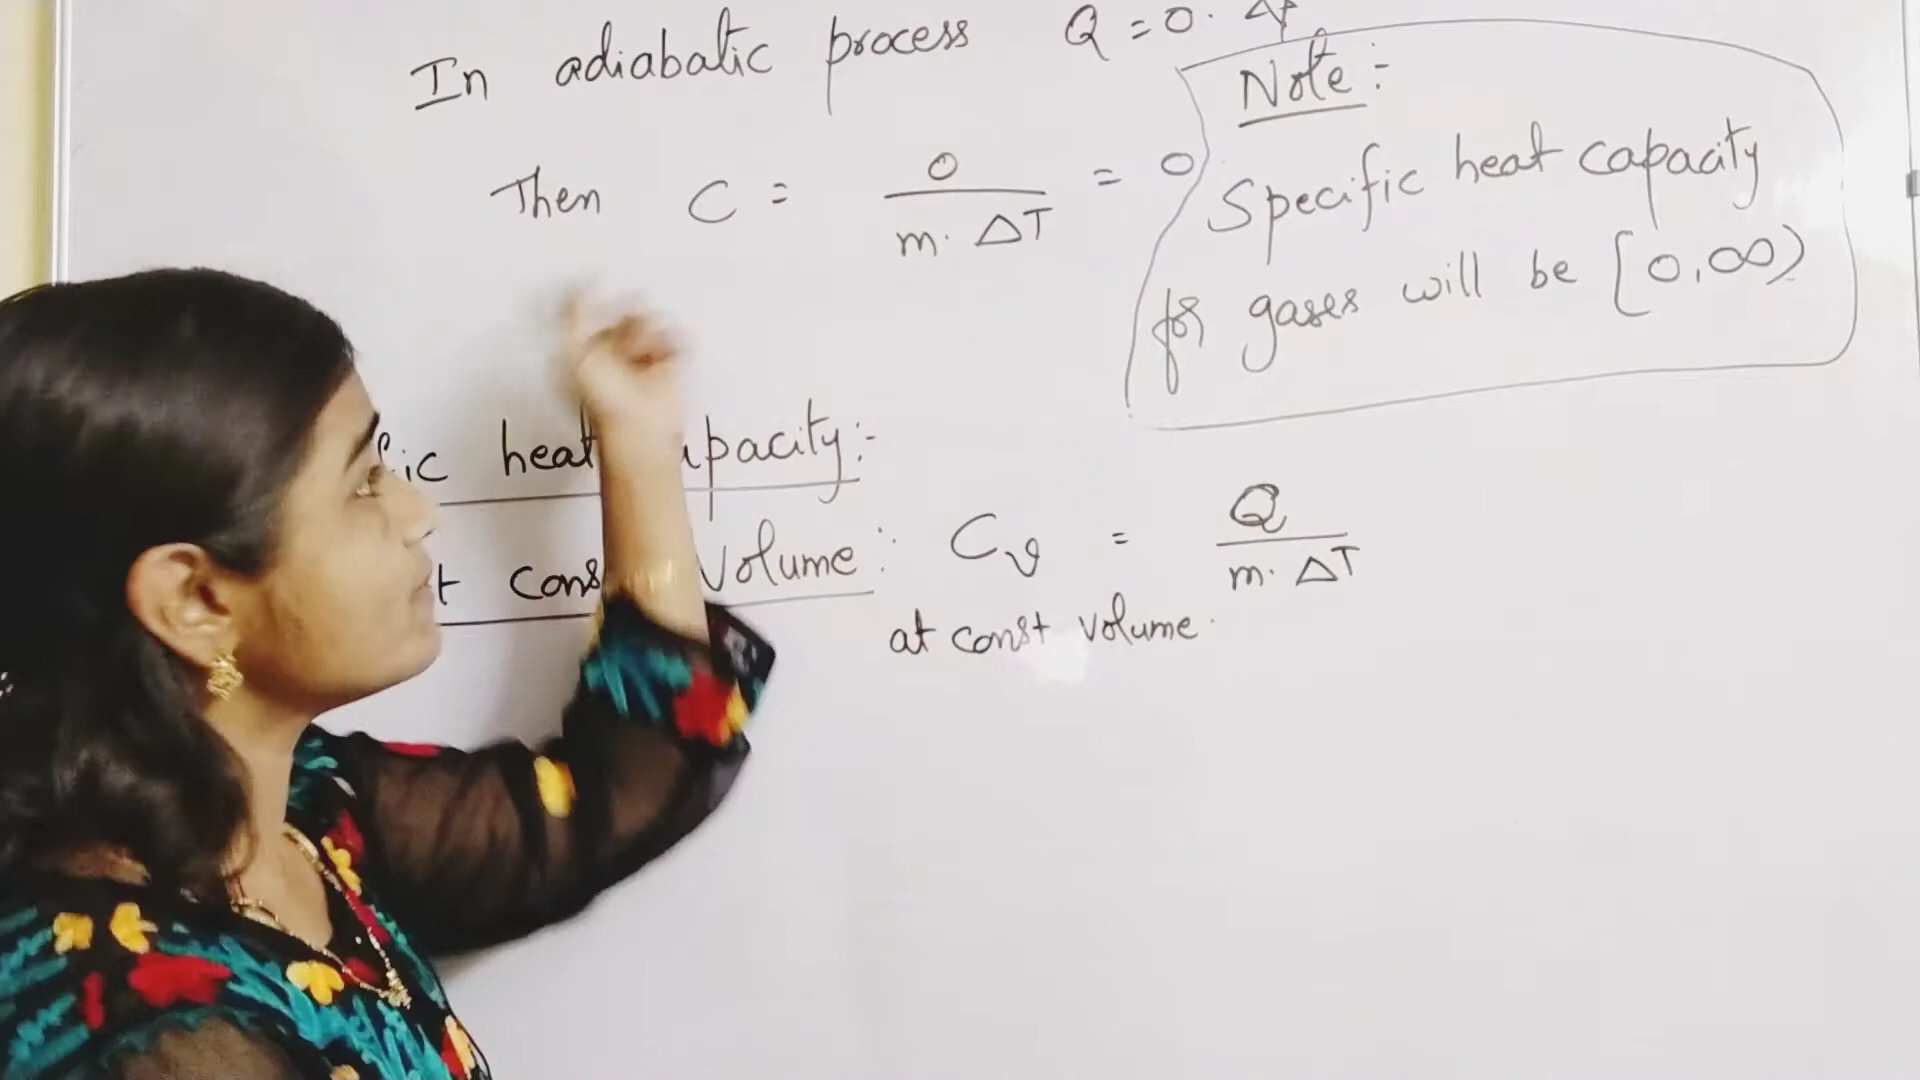 In adiabatic process Q = 0.
Then C = 0 / m. ΔT = 0
Note :-
Specific heat capacity
for gases will be [0,∞)
heat :-
volume : Cv = Q / m. ΔT
at const volume.